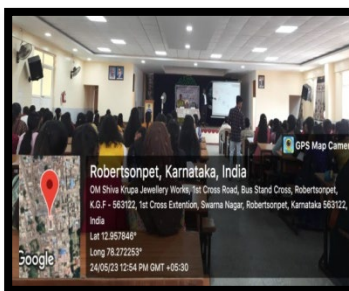 GPS Map Camera
Robertsonpet, Karnataka, India
OM Shiva Krupa Jewellery Works, 1st Cross Road, Bus Stand Cross, Robertsonpet,
K.G.F - 563122, 1st Cross Extention, Swarna Nagar, Robertsonpet, Karnataka 563122,
India
Lat 12.957646°
Long 78.272253°
24/05/23 12:54 PM GMT +05:30
Google